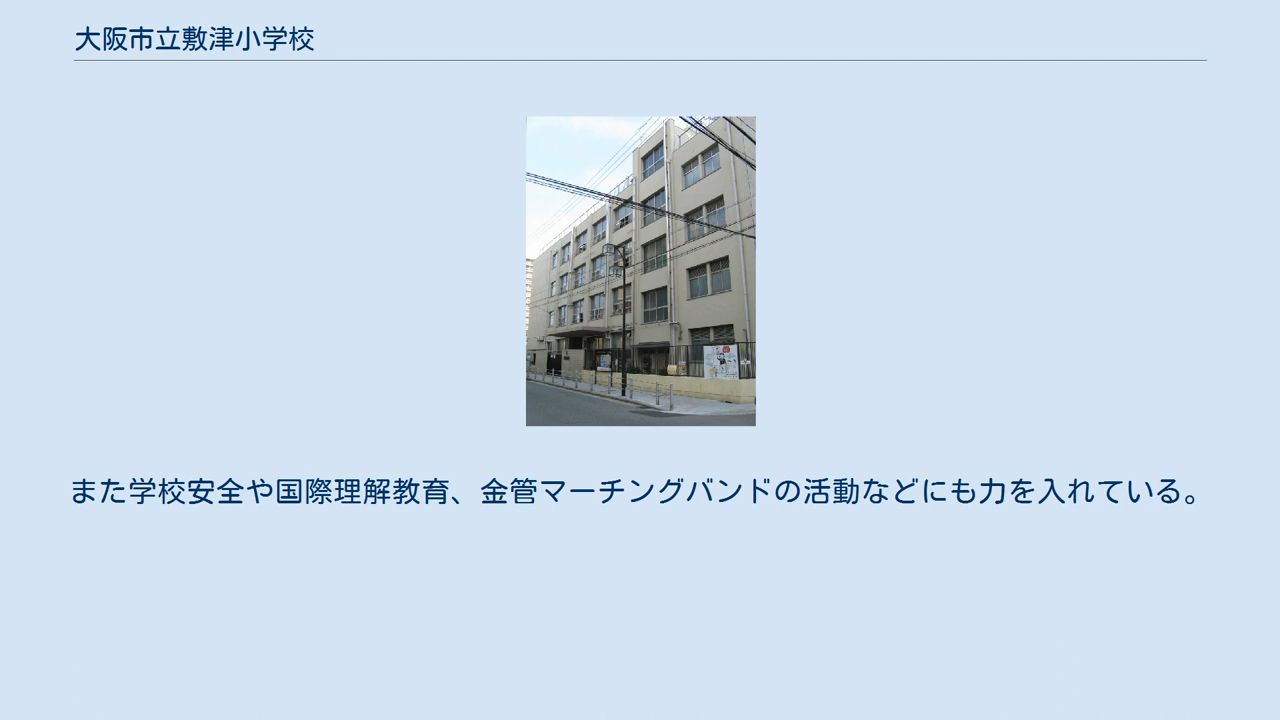 大阪市立敷津小学校
また学校安全や国際理解教育、金管マーチングバンドの活動などにも力を入れている。